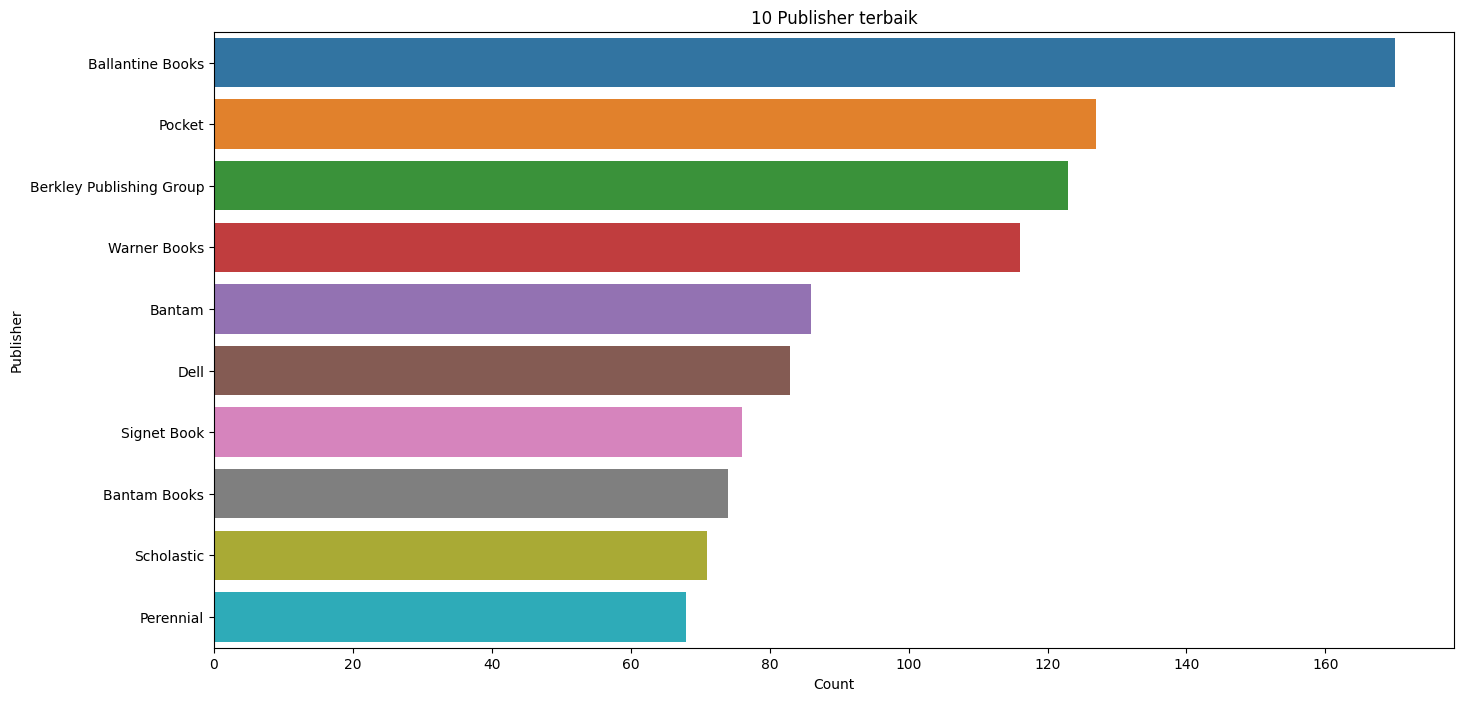 10 Publisher terbaik
Publisher
Ballantine Books
Pocket
Berkley Publishing Group
Warner Books
Bantam
Dell
Signet Book
Bantam Books
Scholastic
Perennial
0 20 40 60 80 100 120 140 160
Count